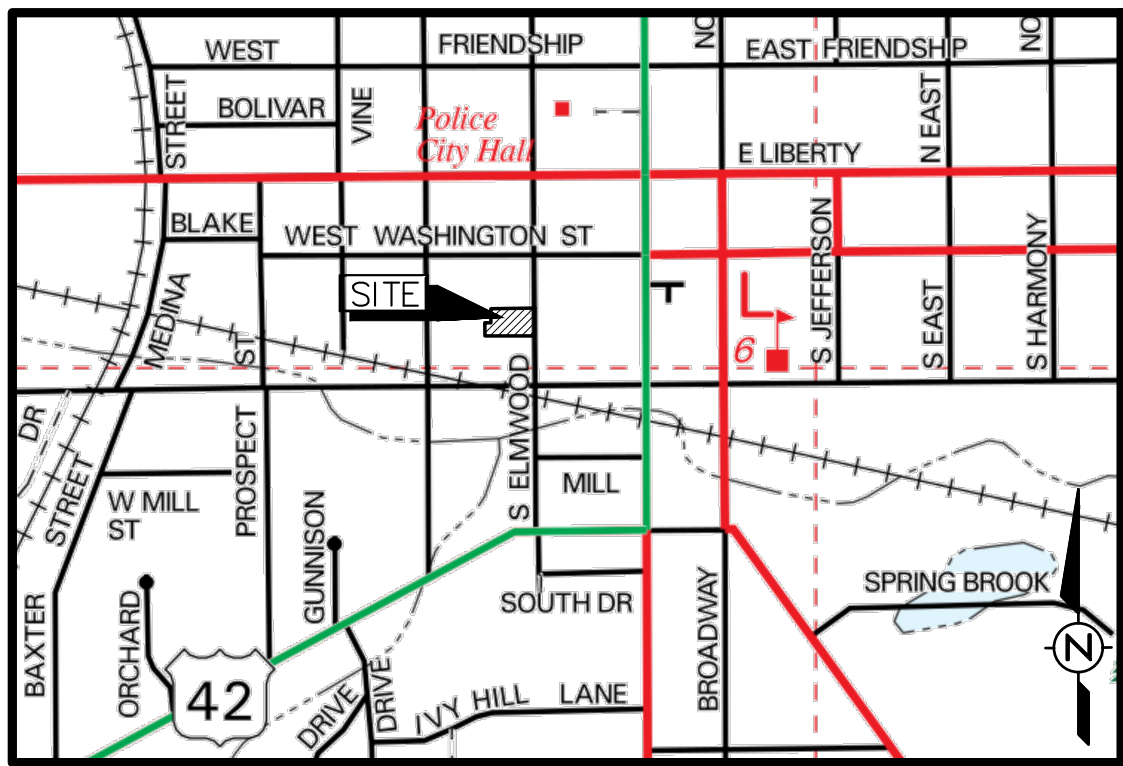 WEST
FRIENDSHIP
NO
EAST FRIENDSHIP
NO
STREET
BOLIVAR
VINE
Police
City Hall
N EAST
E LIBERTY
BLAKE
WEST WASHINGTON ST
SITE
MEDINA
ST
S ELMWOOD
6
S JEFFERSON
S EAST
S HARMONY
DR
STREET
W MILL
ST
PROSPECT
GUNNISON
MILL
BAXTER
ORCHARD
42
DRIVE
DRIVE
IVY HILL LANE
SOUTH DR
BROADWAY
SPRING BROOK
N